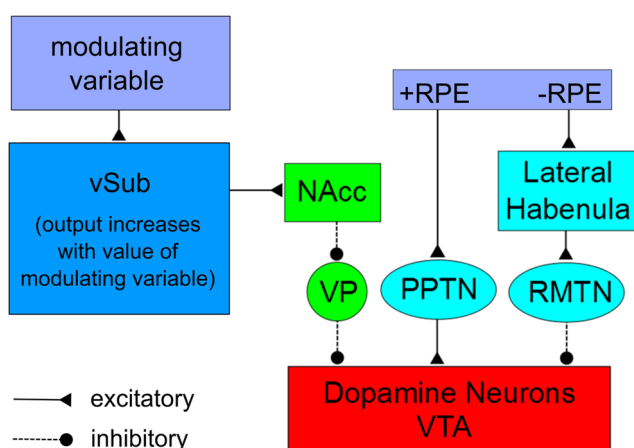 modulating
variable
+RPE -RPE
vSub
(output increases
with value of
modulating variable)
NAcc
Lateral
Habenula
VP
PPTN
RMTN
Dopamine Neurons
VTA
excitatory
inhibitory